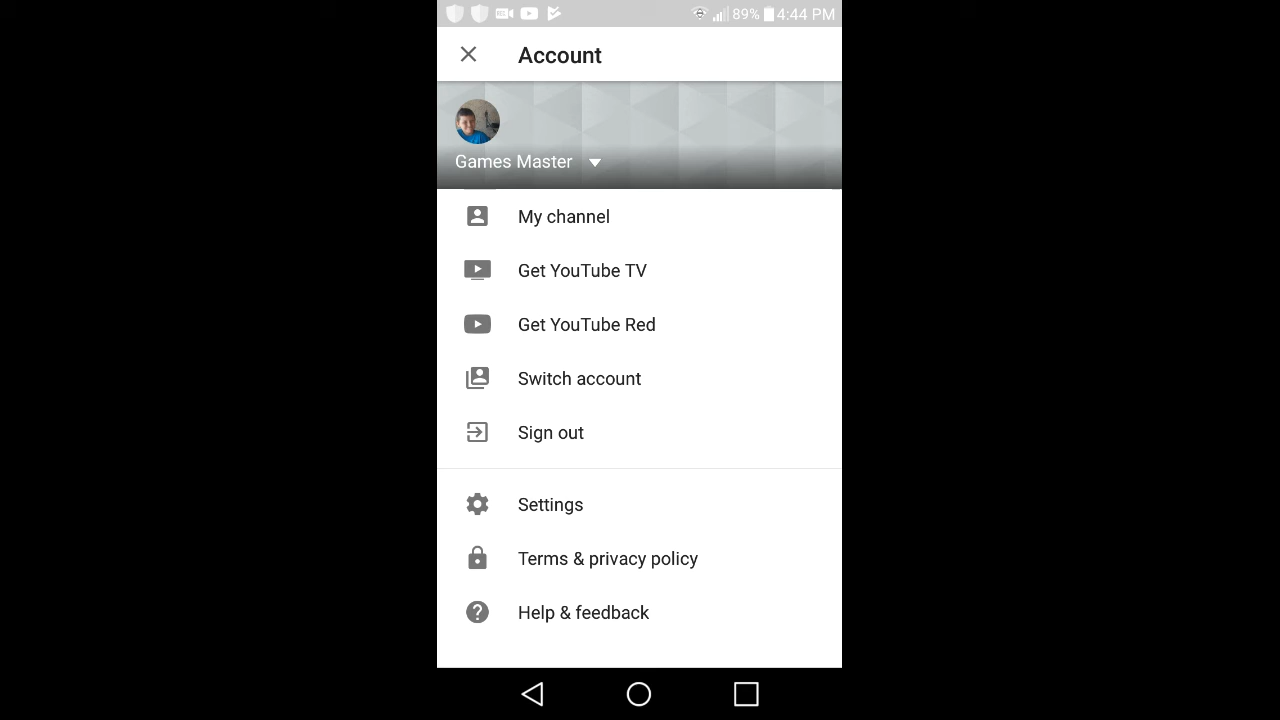 89% 4:44 PM
Account
Games Master
My channel
Get YouTube TV
Get YouTube Red
Switch account
Sign out
Settings
Terms & privacy policy
Help & feedback